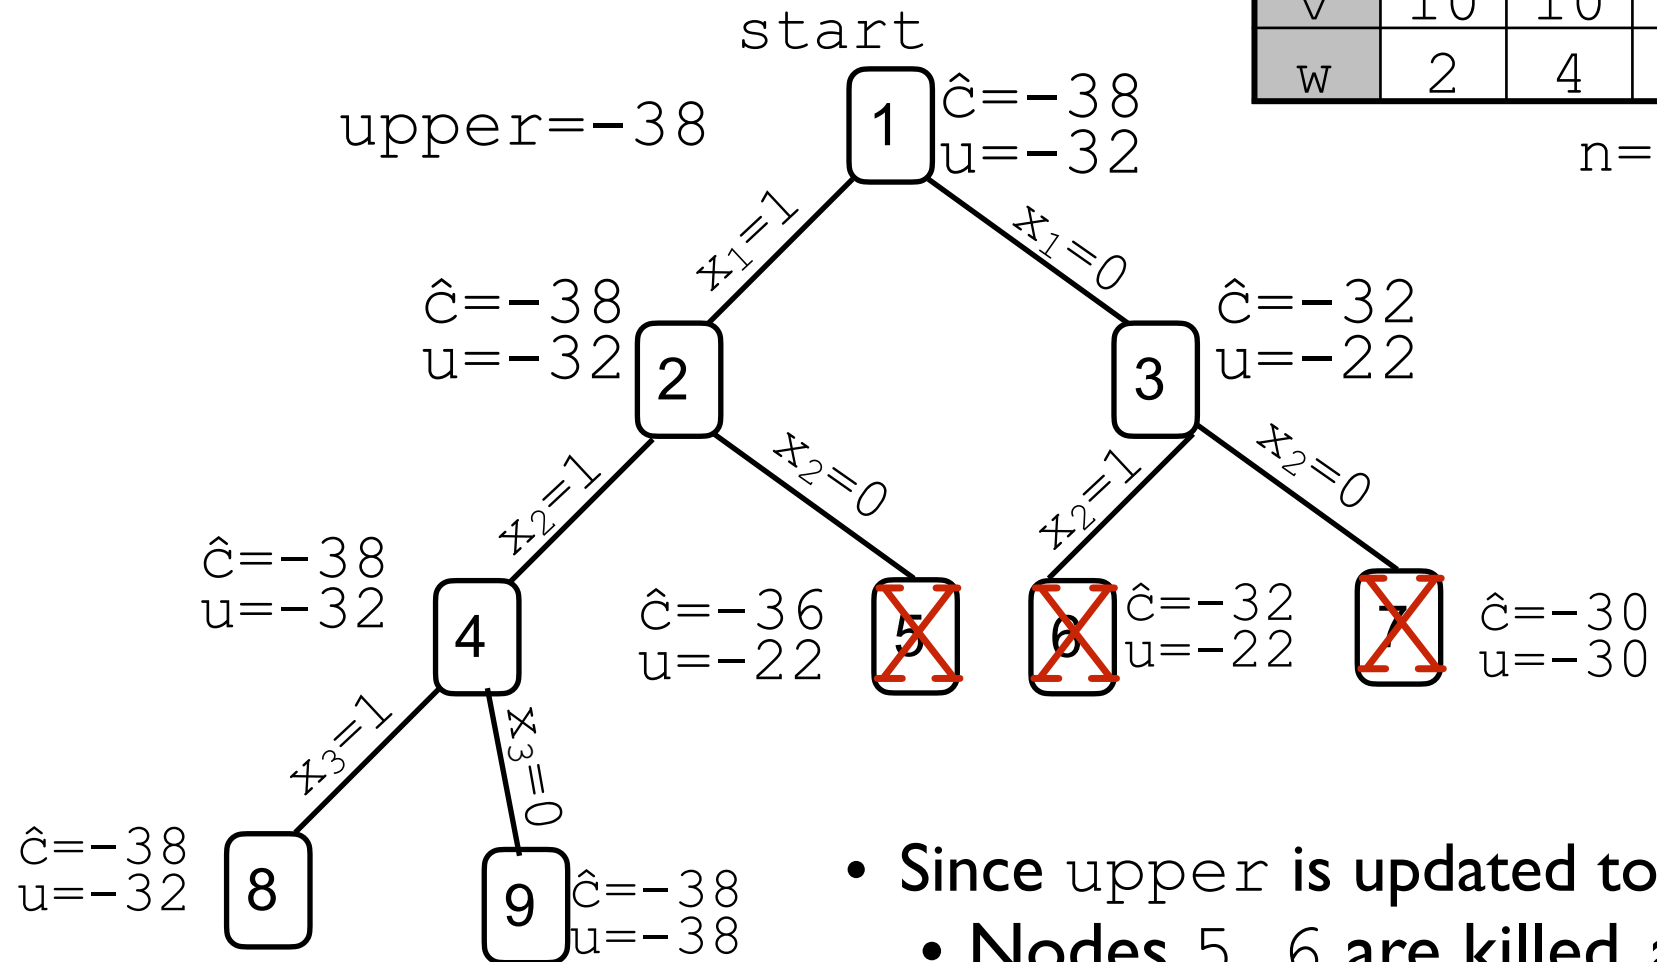 start
v 10 10
w 2 4
n=
upper=-38
1
ĉ=-38
u=-32
x₁=1
x₁=0
ĉ=-38
u=-32
2
3
ĉ=-32
u=-22
x₂=1
x₂=0
x₂=1
x₂=0
ĉ=-38
u=-32
4
ĉ=-36
u=-22
5
6
ĉ=-32
u=-22
7
ĉ=-30
u=-30
x₃=1
x₃=0
ĉ=-38
u=-32
8
9
ĉ=-38
u=-38
• Since upper is updated to
• Nodes 5, 6 are killed